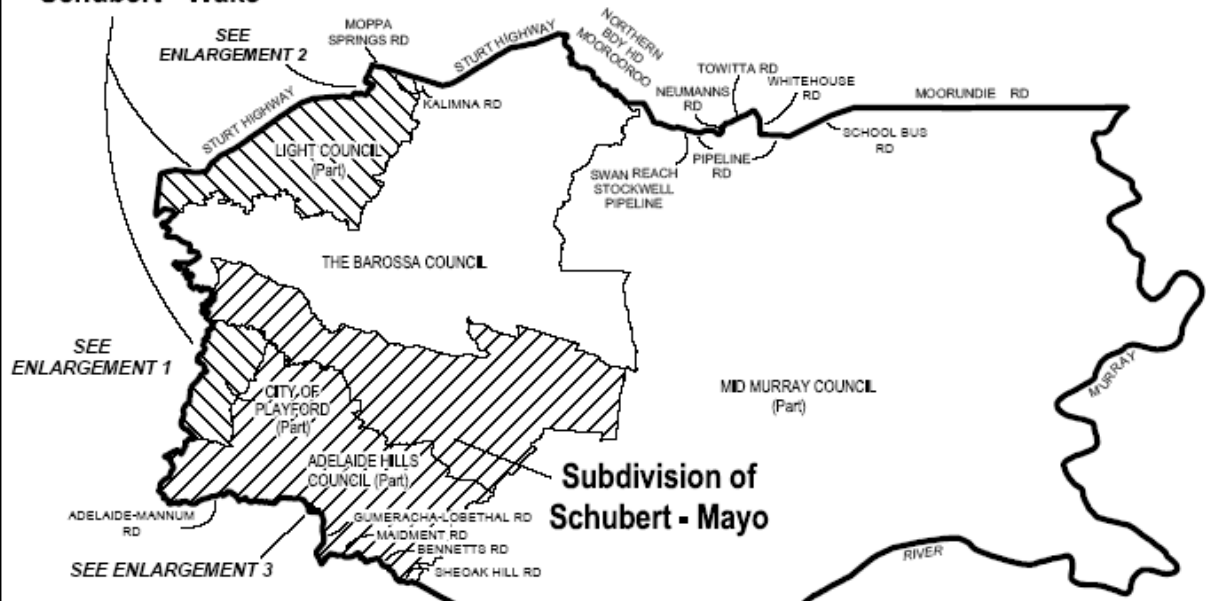 Schubert - Wake
SEE
ENLARGEMENT 2
MOPPA
SPRINGS RD
STURT HIGHWAY
NORTHERN
BDY HD
MOOROOROO
TOWITTA RD
NEUMANNS
RD
WHITEHOUSE
RD
MOORUNDIE RD
KALIMNA RD
STURT HIGHWAY
SCHOOL BUS
RD
LIGHT COUNCIL
(Part)
PIPELINE
RD
SWAN REACH
STOCKWELL
PIPELINE
THE BAROSSA COUNCIL
SEE
ENLARGEMENT 1
MURRAY
MID MURRAY COUNCIL
(Part)
CITY OF
PLAYFORD
(Part)
ADELAIDE HILLS
COUNCIL (Part)
Subdivision of
Schubert - Mayo
ADELAIDE-MANNUM
RD
GUMERACHA-LOBETHAL RD
MAIDMENT RD
BENNETTS RD
SHEOAK HILL RD
SEE ENLARGEMENT 3
RIVER